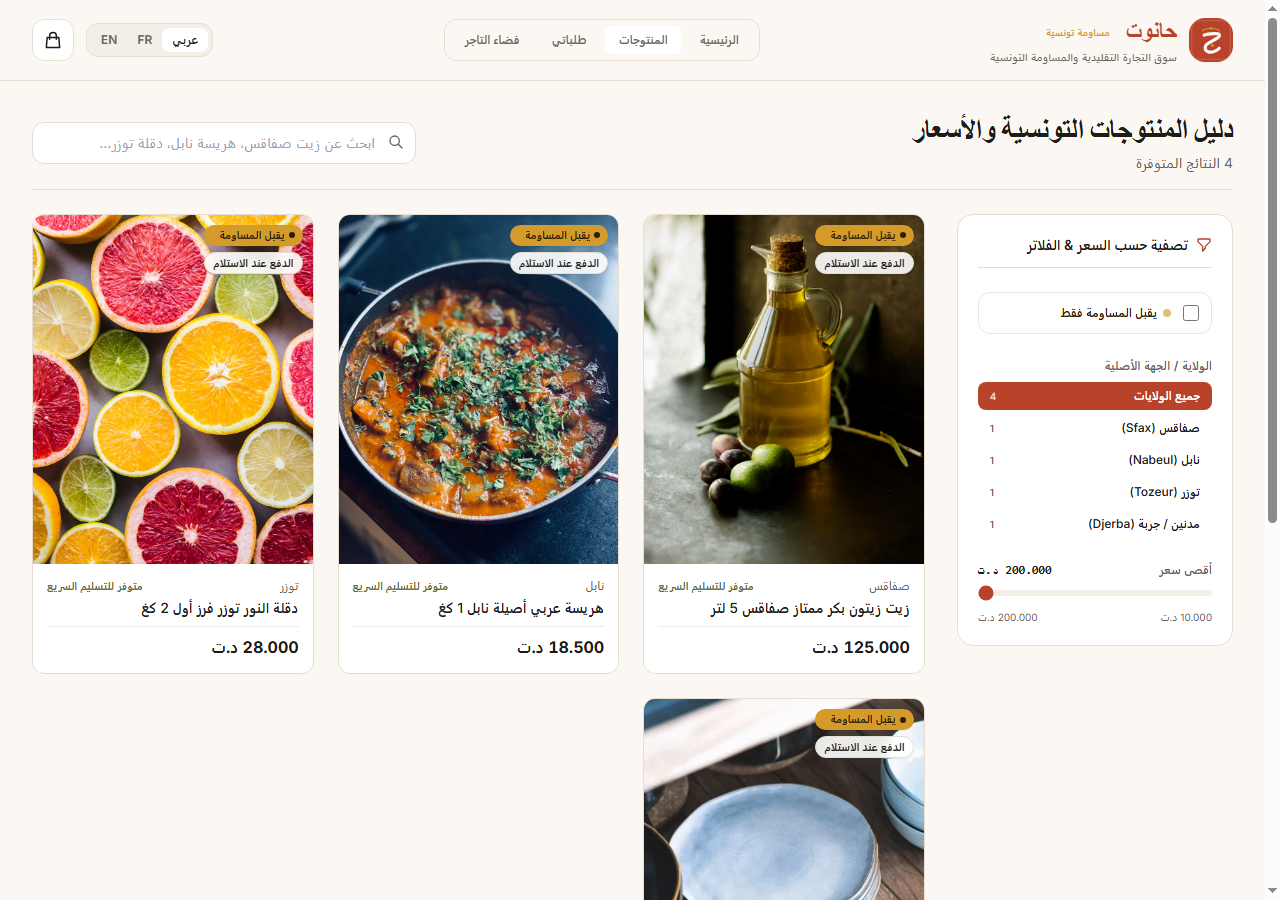 حانوت مساومة تونسية
سوق التجارة التقليدية والمساومة التونسية
الرئيسية المنتوجات طلباتي فضاء التاجر
عربي FR EN
دليل المنتوجات التونسية والأسعار
4 النتائج المتوفرة
ابحث عن زيت صفاقس، هريسة نابل، دقلة توزر...
تصفية حسب السعر & الفلاتر
يقبل المساومة فقط
الولاية / الجهة الأصلية
جميع الولايات 4
صفاقس (Sfax) 1
نابل (Nabeul) 1
توزر (Tozeur) 1
مدنين / جربة (Djerba) 1
أقصى سعر 200.000 د.ت
10.000 د.ت 200.000 د.ت
يقبل المساومة
الدفع عند الاستلام
صفاقس متوفر للتسليم السريع
زيت زيتون بكر ممتاز صفاقس 5 لتر
125.000 د.ت
يقبل المساومة
الدفع عند الاستلام
نابل متوفر للتسليم السريع
هريسة عربي أصيلة نابل 1 كغ
18.500 د.ت
يقبل المساومة
الدفع عند الاستلام
توزر متوفر للتسليم السريع
دقلة النور توزر فرز أول 2 كغ
28.000 د.ت
يقبل المساومة
الدفع عند الاستلام